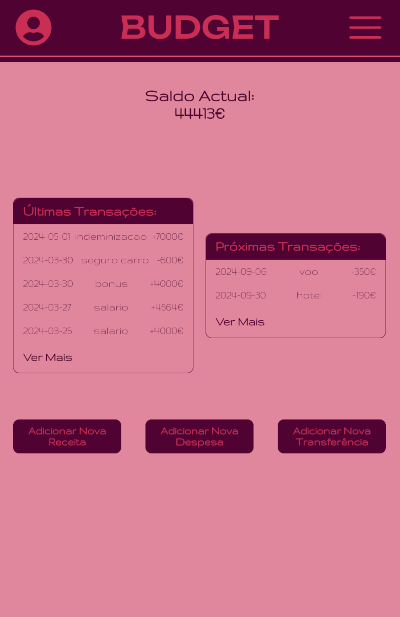 BUDGET
Saldo Actual:
44413€
Últimas Transações:
2024-05-01 indeminizacao +7000€
2024-03-30 seguro carro -600€
2024-03-30 bonus +4000€
2024-03-27 salario +4564€
2024-03-25 salario +4000€
Ver Mais
Próximas Transações:
2024-09-06 voo -350€
2024-09-30 hotel -190€
Ver Mais
Adicionar Nova
Receita
Adicionar Nova
Despesa
Adicionar Nova
Transferência